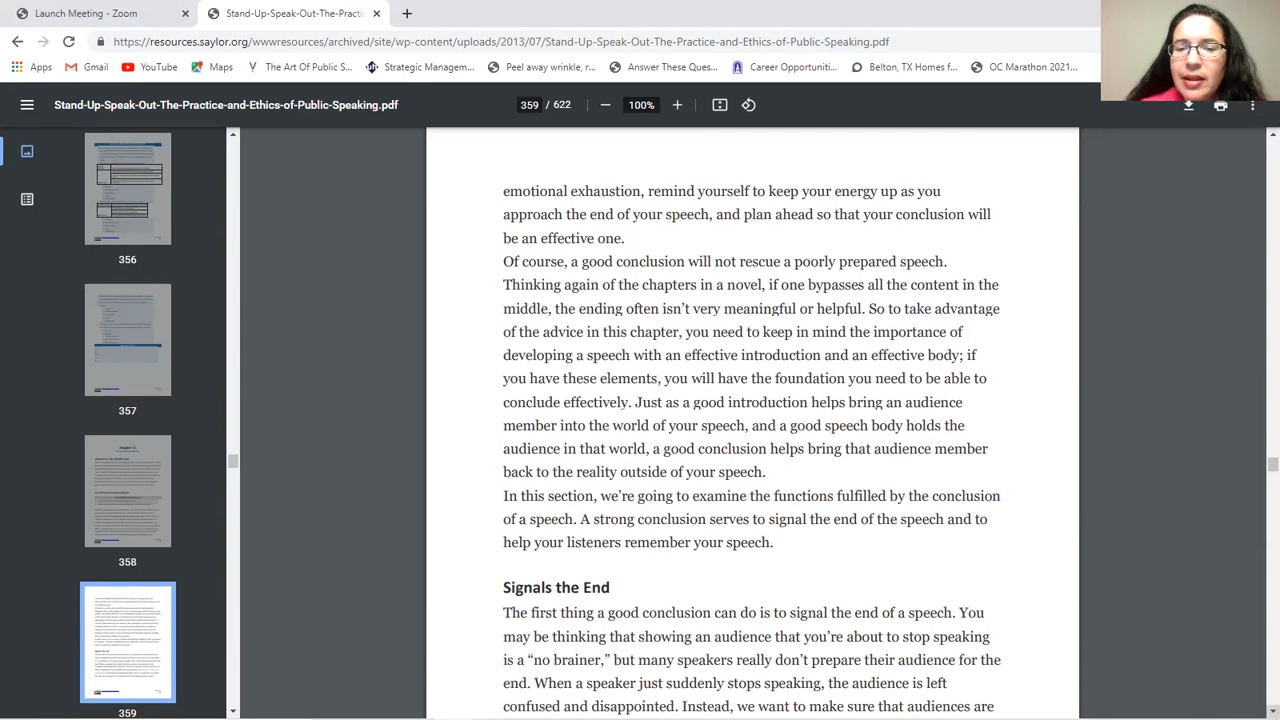 Launch Meeting - Zoom
Stand-Up-Speak-Out-The-Practi
https://resources.saylor.org/wwwresources/archived/site/wp-content/uploads/2019/07/Stand-Up-Speak-Out-The-Practice-and-Ethics-of-Public-Speaking.pdf
Apps
Gmail
YouTube
Maps
The Art Of Public S...
Strategic Managem...
throwaway wrinkle, r...
Answer These Quest...
Job Opportuniti...
Belton, TX Homes f...
OC Marathon 2021...
Stand-Up-Speak-Out-The-Practice-and-Ethics-of-Public-Speaking.pdf
359 / 622
100%
356
357
358
359
emotional exhaustion, remind yourself to keep your energy up as you
approach the end of your speech, and plan ahead so that your conclusion will
be an effective one.
Of course, a good conclusion will not rescue a poorly prepared speech.
Thinking again of the chapters in a novel, if one bypasses all the content in the
middle, the ending often isn't very meaningful or helpful. So to take advantage
of the advice in this chapter, you need to keep in mind the importance of
developing a speech with an effective introduction and an effective body; if
you have these elements, you will have the foundation you need to be able to
conclude effectively. Just as a good introduction helps bring an audience
member into the world of your speech, and a good speech body holds the
audience in that world, a good conclusion helps bring that audience member
back to the reality outside of your speech.
In this section, we're going to examine the functions fulfilled by the conclusion
of a speech. A strong conclusion serves to signal the end of the speech and to
help your listeners remember your speech.
Signals the End
The first thing a good conclusion can do is to signal the end of a speech. You
may be thinking that showing an audience that you're about to stop speaking
is a "no brainer," but many speakers really don't prepare their audience for the
end. When a speaker just suddenly stops speaking, the audience is left
confused and disappointed. Instead, we want to make sure that audiences are